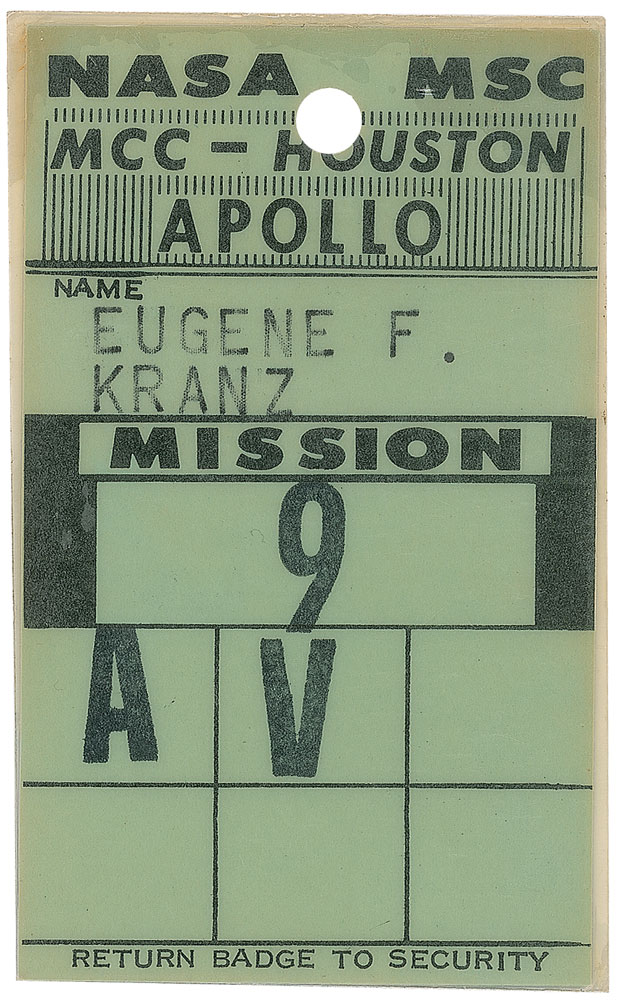 NASA MSC
MCC – HOUSTON
APOLLO
NAME
EUGENE F.
KRANZ
MISSION
9
A V
RETURN BADGE TO SECURITY